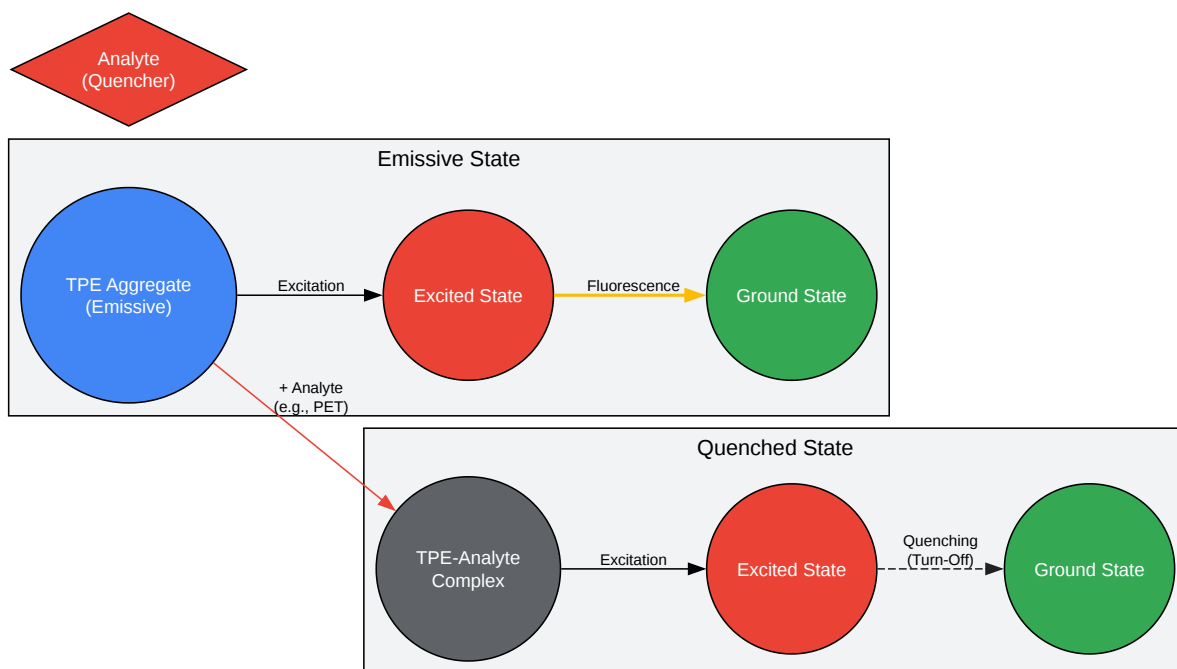 Analyte
(Quencher)
Emissive State
TPE Aggregate
(Emissive)
Excitation
Excited State
Fluorescence
Ground State
+ Analyte
(e.g., PET)
Quenched State
TPE-Analyte
Complex
Excitation
Excited State
Quenching
(Turn-Off)
Ground State